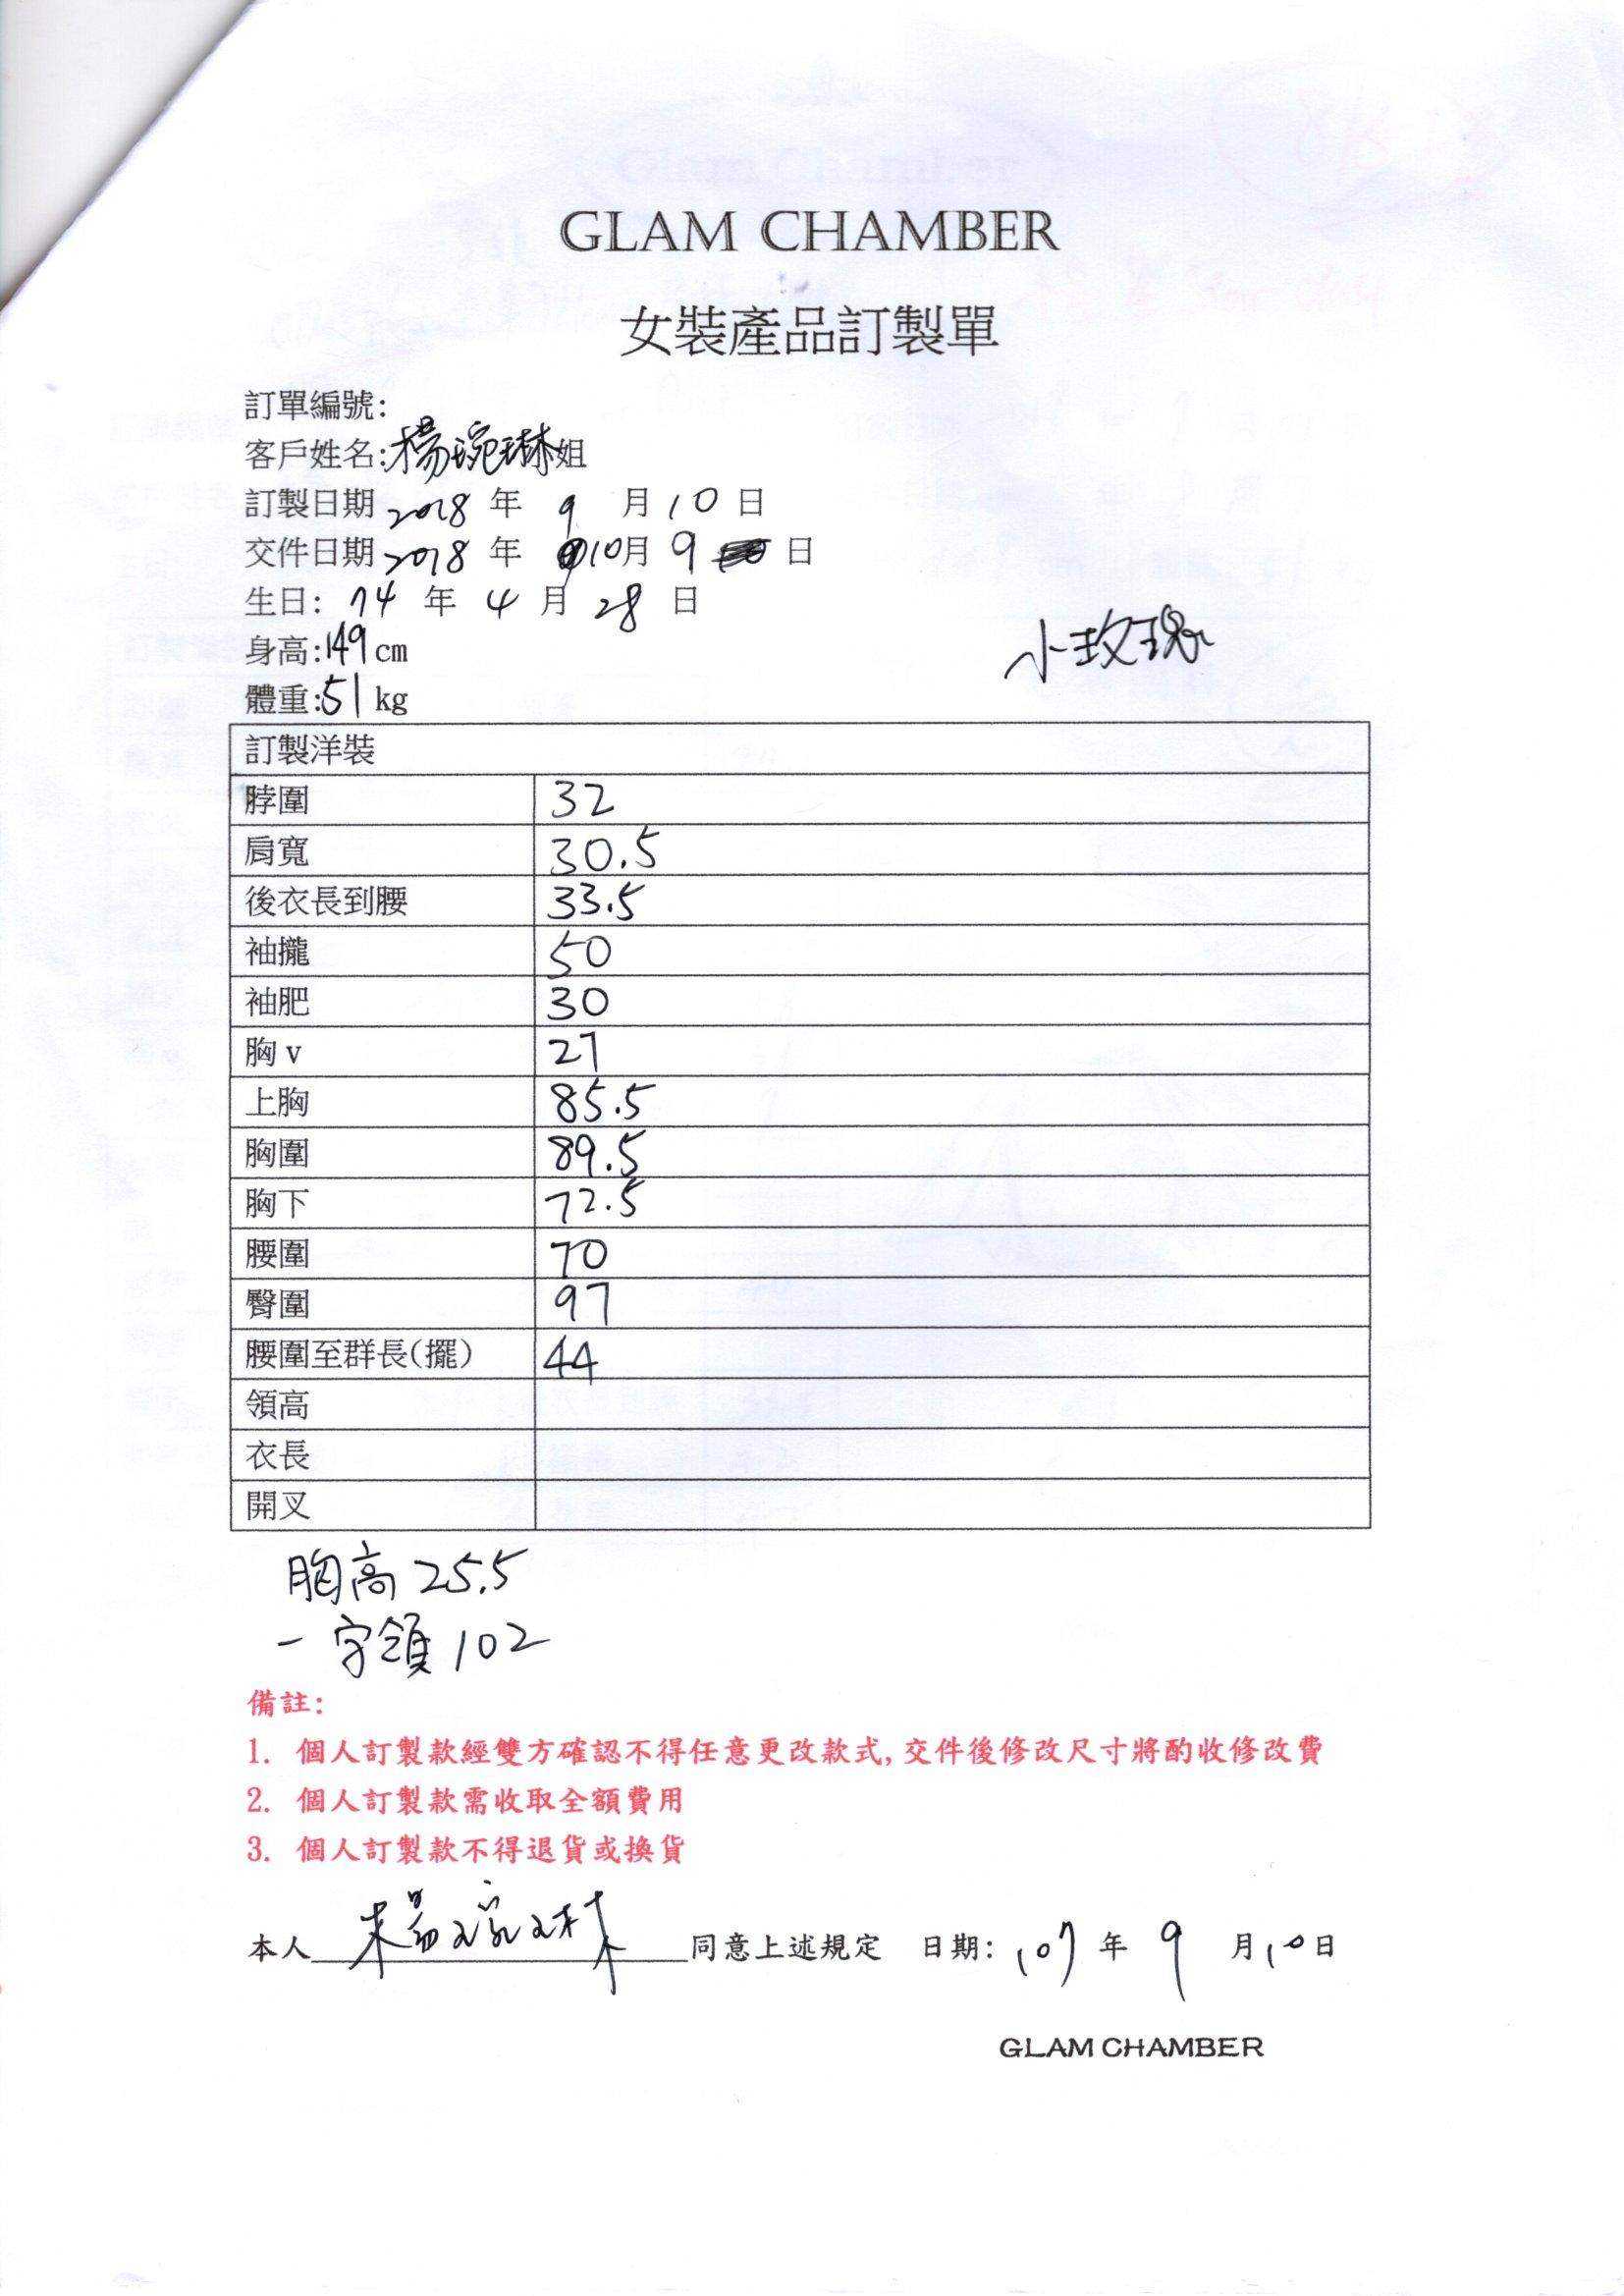 GLAM CHAMBER
女裝產品訂製單
訂單編號:
客戶姓名:楊琬琳姐
訂製日期 2018 年 9 月 10 日
交件日期 2018 年 10月 9 日
生日: 74 年 4 月 28 日
身高:149cm
小玫瑰
體重:51 kg
訂製洋裝
脖圍 32
肩寬 30.5
後衣長到腰 33.5
袖攏 50
袖肥 30
胸 v 27
上胸 85.5
胸圍 89.5
胸下 72.5
腰圍 70
臀圍 97
腰圍至群長(擺) 44
領高
衣長
開叉
胸高 25.5
一字領 102
備註:
1. 個人訂製款經雙方確認不得任意更改款式,交件後修改尺寸將酌收修改費
2. 個人訂製款需收取全額費用
3. 個人訂製款不得退貨或換貨
本人 楊琬琳 同意上述規定 日期: 107 年 9 月 10 日
GLAM CHAMBER